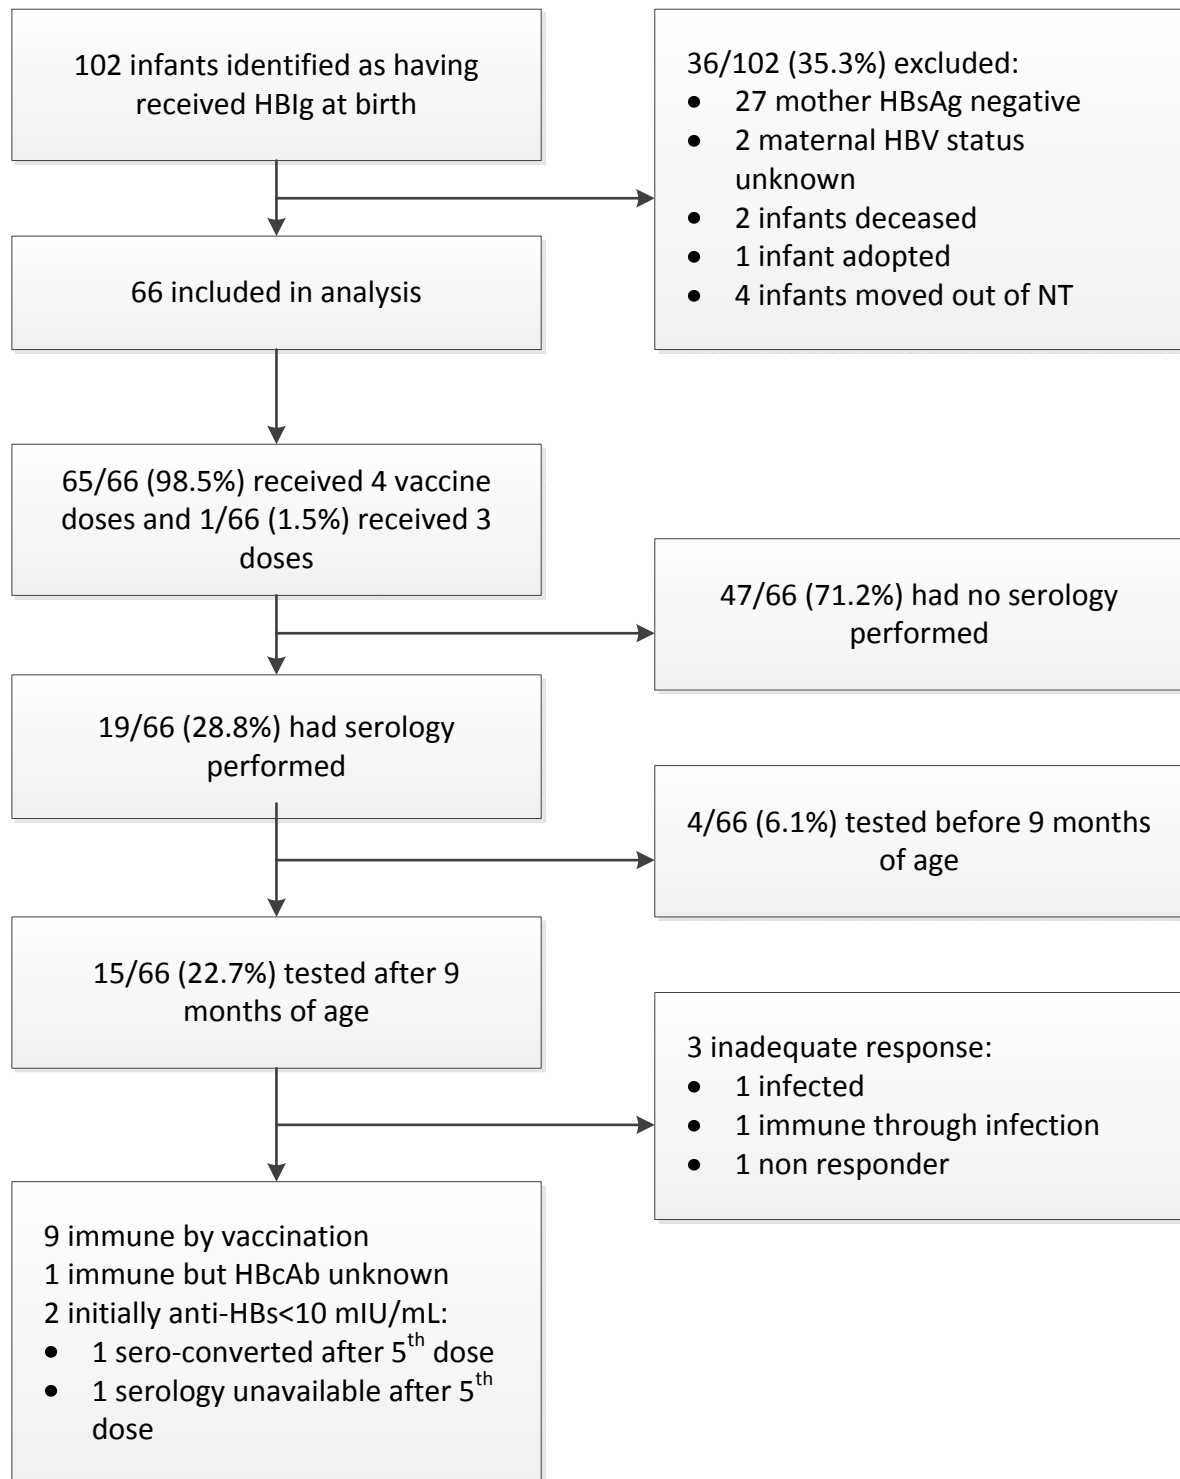 102 infants identified as having
received HBIg at birth
36/102 (35.3%) excluded:
• 27 mother HBsAg negative
• 2 maternal HBV status
unknown
• 2 infants deceased
• 1 infant adopted
• 4 infants moved out of NT
66 included in analysis
65/66 (98.5%) received 4 vaccine
doses and 1/66 (1.5%) received 3
doses
47/66 (71.2%) had no serology
performed
19/66 (28.8%) had serology
performed
4/66 (6.1%) tested before 9 months
of age
15/66 (22.7%) tested after 9
months of age
3 inadequate response:
• 1 infected
• 1 immune through infection
• 1 non responder
9 immune by vaccination
1 immune but HBcAb unknown
2 initially anti-HBs<10 mIU/mL:
• 1 sero-converted after 5th dose
• 1 serology unavailable after 5th
dose